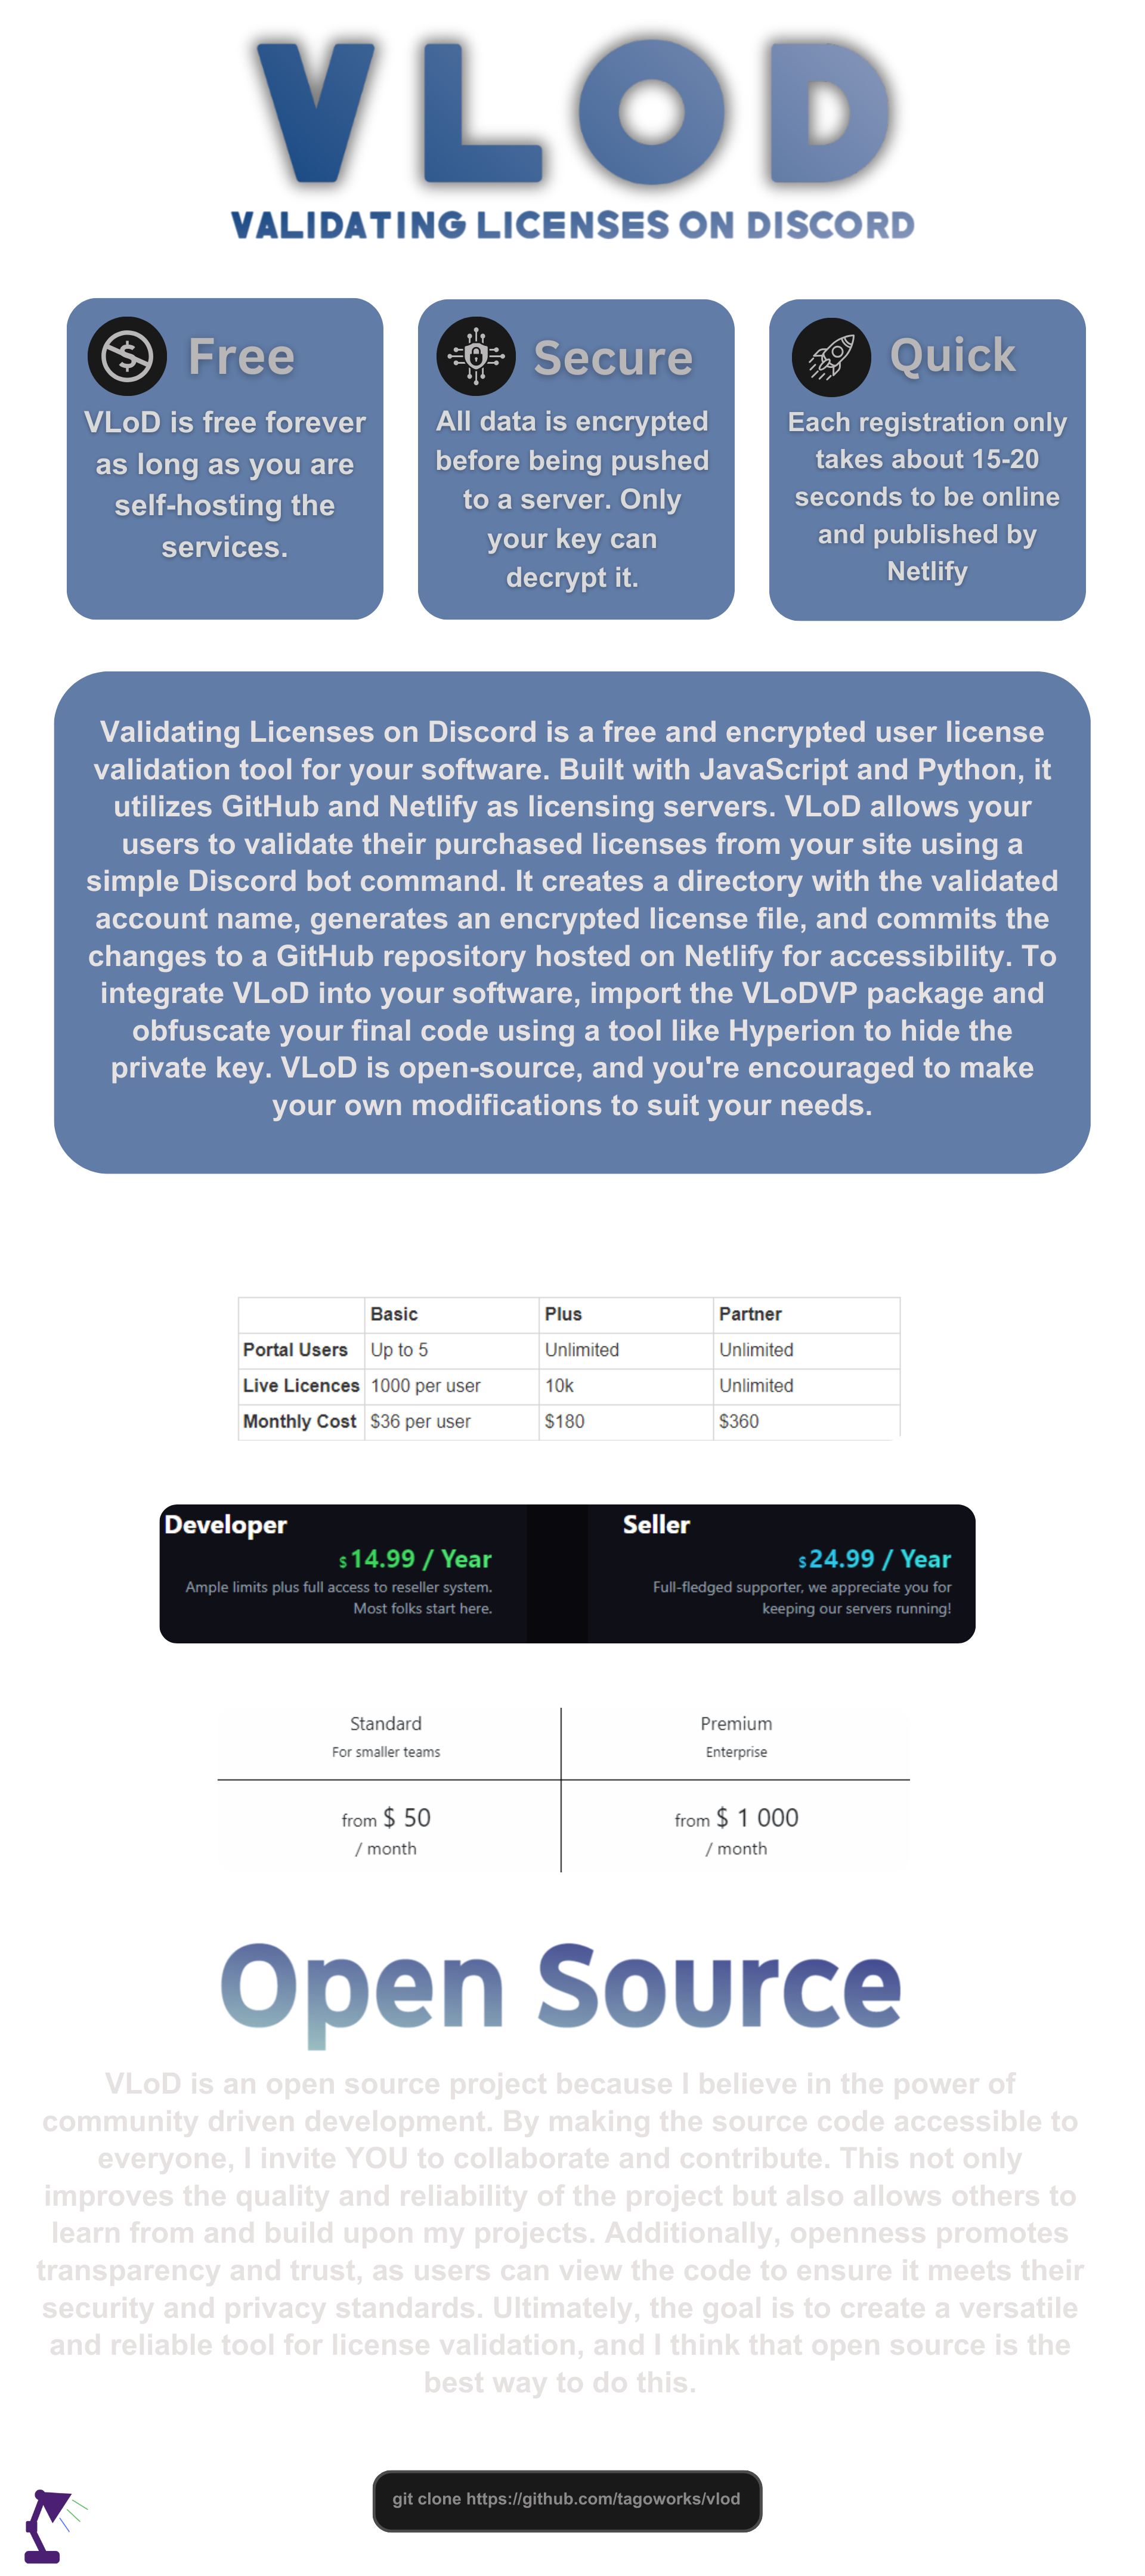 VLOD
VALIDATING LICENSES ON DISCORD
Free
VLoD is free forever
as long as you are
self-hosting the
services.
Secure
All data is encrypted
before being pushed
to a server. Only
your key can
decrypt it.
Quick
Each registration only
takes about 15-20
seconds to be online
and published by
Netlify
Validating Licenses on Discord is a free and encrypted user license
validation tool for your software. Built with JavaScript and Python, it
utilizes GitHub and Netlify as licensing servers. VLoD allows your
users to validate their purchased licenses from your site using a
simple Discord bot command. It creates a directory with the validated
account name, generates an encrypted license file, and commits the
changes to a GitHub repository hosted on Netlify for accessibility. To
integrate VLoD into your software, import the VLoDVP package and
obfuscate your final code using a tool like Hyperion to hide the
private key. VLoD is open-source, and you're encouraged to make
your own modifications to suit your needs.
Basic Plus Partner
Portal Users Up to 5 Unlimited Unlimited
Live Licences 1000 per user 10k Unlimited
Monthly Cost $36 per user $180 $360
Developer
$14.99 / Year
Ample limits plus full access to reseller system.
Most folks start here.
Seller
$24.99 / Year
Full-fledged supporter, we appreciate you for
keeping our servers running!
Standard Premium
For smaller teams Enterprise
from $ 50 from $ 1 000
/ month / month
Open Source
VLoD is an open source project because I believe in the power of
community driven development. By making the source code accessible to
everyone, I invite YOU to collaborate and contribute. This not only
improves the quality and reliability of the project but also allows others to
learn from and build upon my projects. Additionally, openness promotes
transparency and trust, as users can view the code to ensure it meets their
security and privacy standards. Ultimately, the goal is to create a versatile
and reliable tool for license validation, and I think that open source is the
best way to do this.
git clone https://github.com/tagoworks/vlod